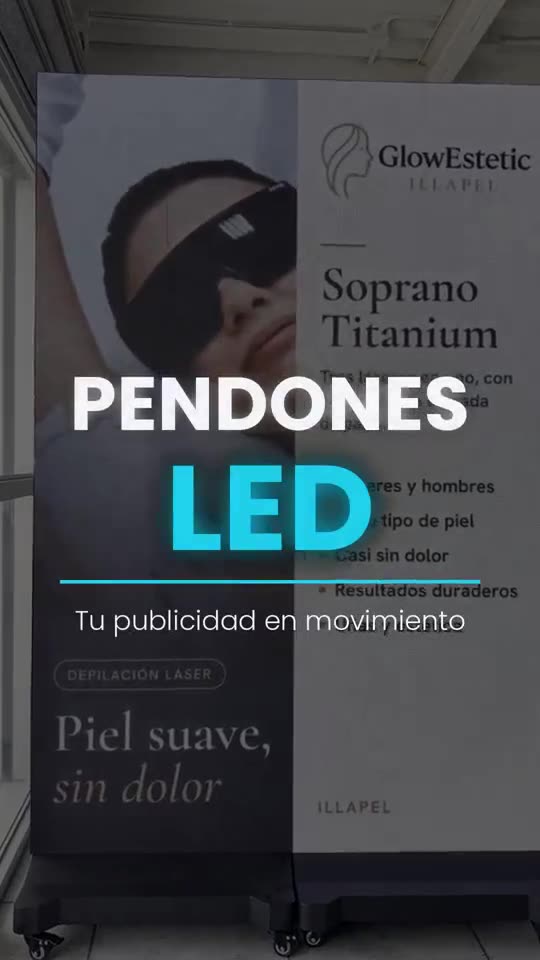 GlowEstetic
ILLAPEL
Soprano
Titanium
con
PENDONES
LED
y hombres
tipo de piel
Casi sin dolor
Resultados duraderos
Tu publicidad en movimiento
DEPILACIÓN LÁSER
Piel suave,
sin dolor
ILLAPEL